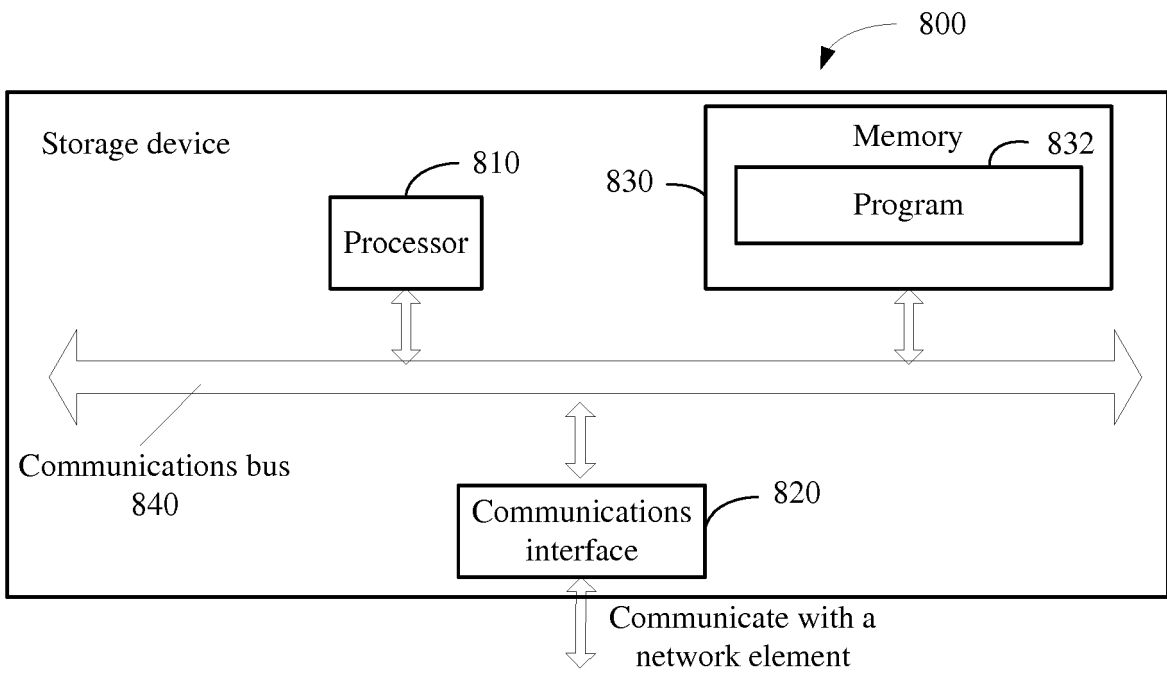 800
Storage device
Memory
832
810
830
Program
Processor
Communications bus
840
820
Communications
interface
Communicate with a
network element